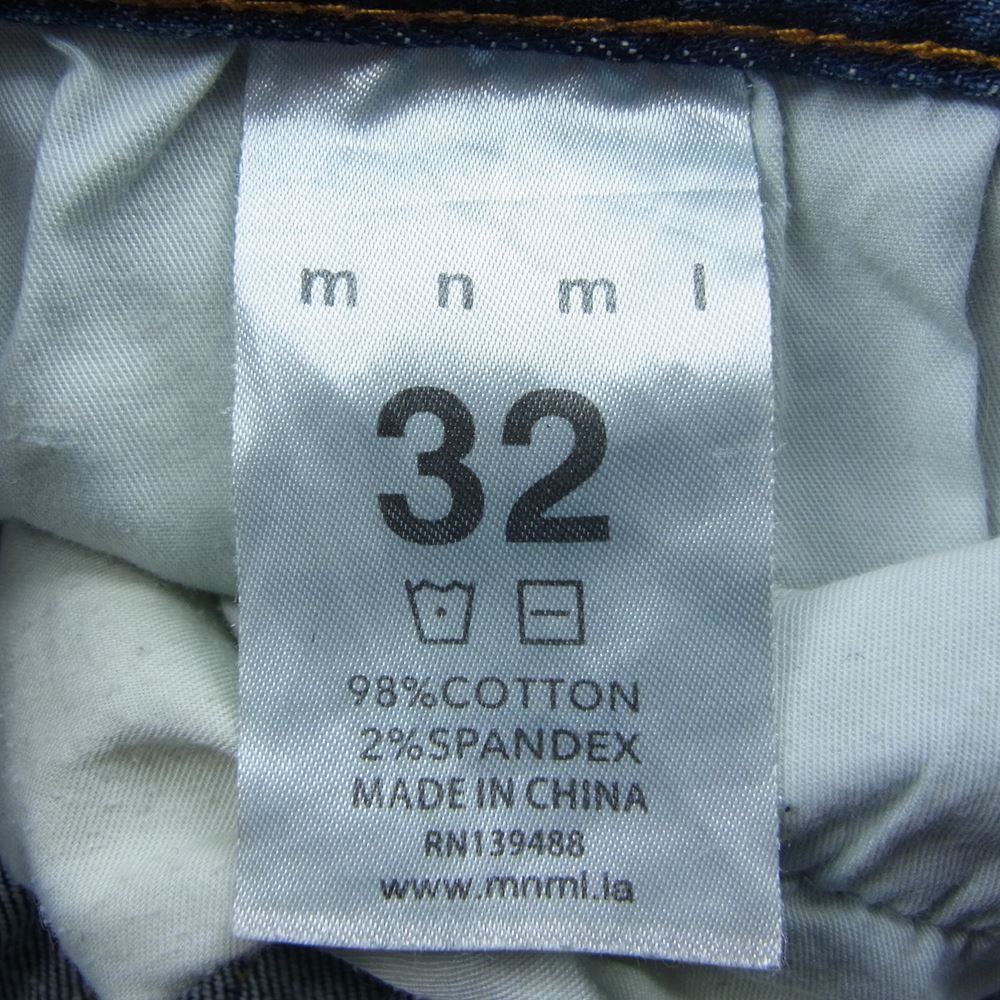 m n m l
32
98%COTTON
2%SPANDEX
MADE IN CHINA
RN139488
www.mnml.la